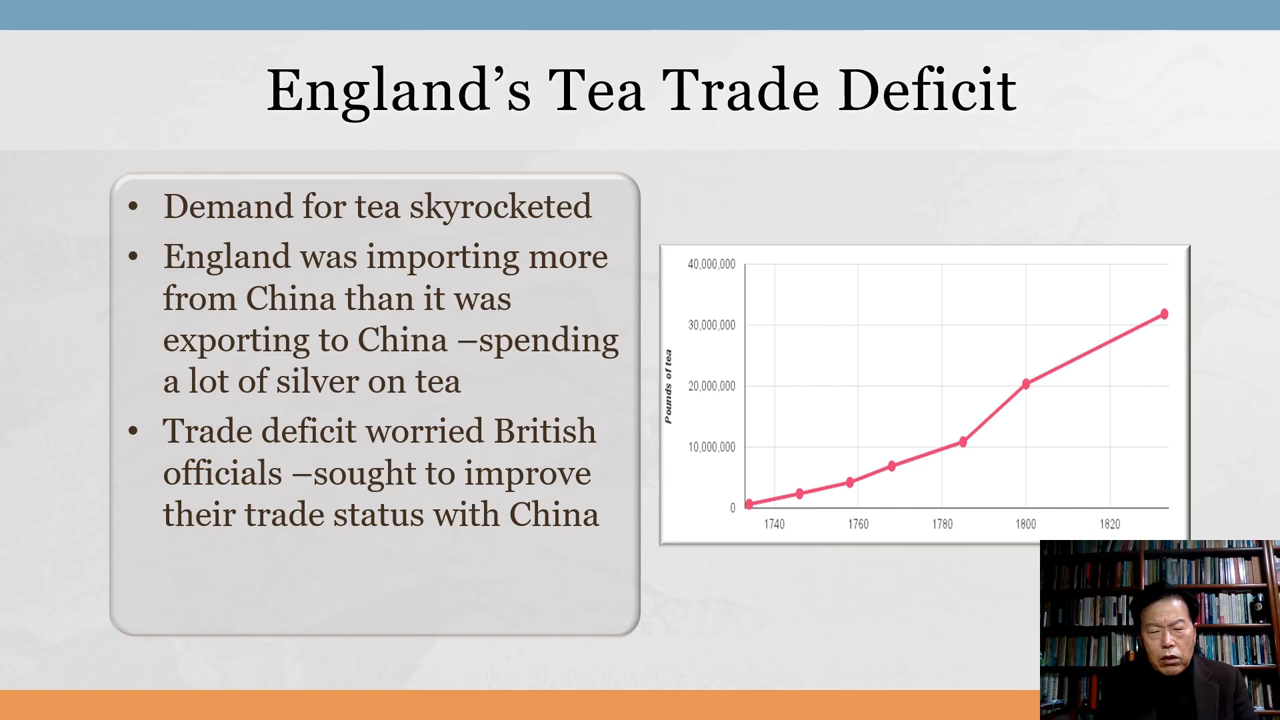 England’s Tea Trade Deficit
• Demand for tea skyrocketed
• England was importing more
from China than it was
exporting to China –spending
a lot of silver on tea
• Trade deficit worried British
officials –sought to improve
their trade status with China
Pounds of tea
40,000,000
30,000,000
20,000,000
10,000,000
0
1740 1760 1780 1800 1820